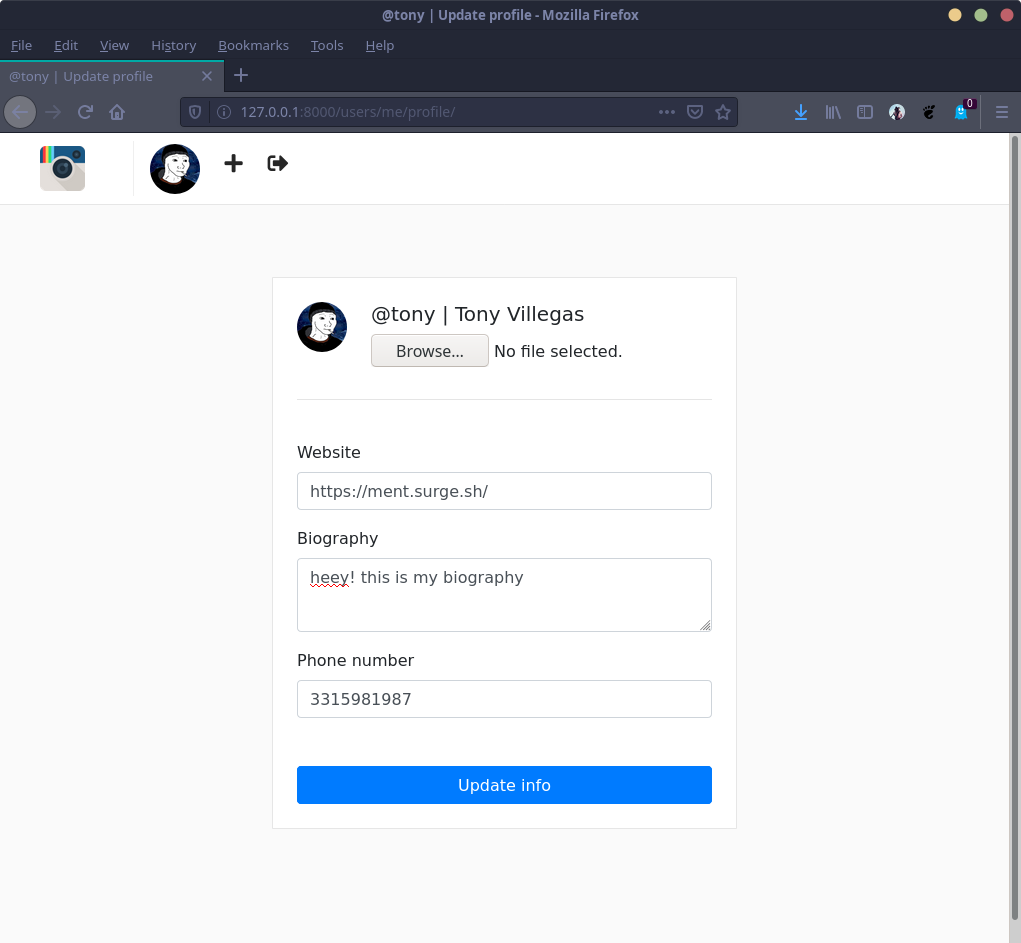 @tony | Update profile - Mozilla Firefox
File Edit View History Bookmarks Tools Help
@tony | Update profile
127.0.0.1:8000/users/me/profile/
0
@tony | Tony Villegas
Browse... No file selected.
Website
https://ment.surge.sh/
Biography
heey! this is my biography
Phone number
3315981987
Update info